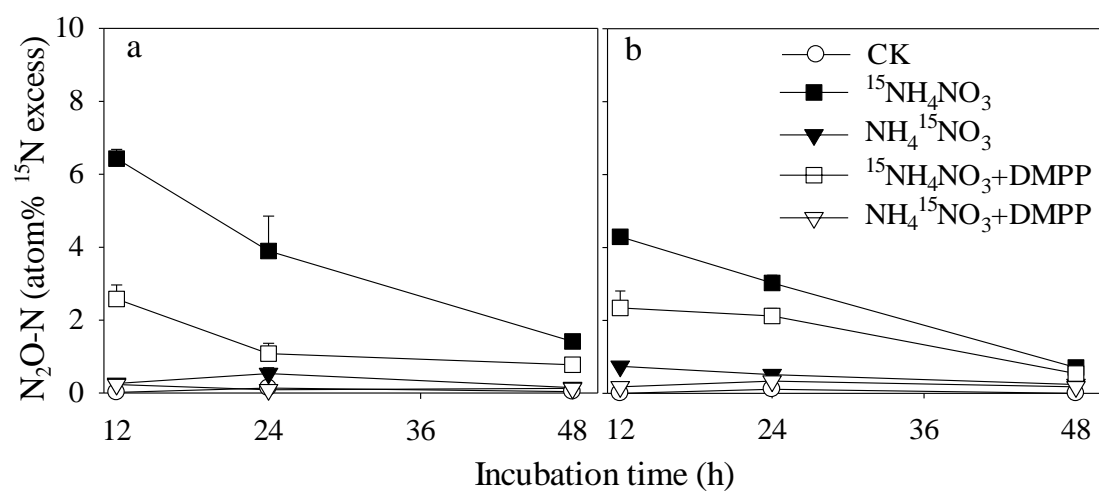 N₂O-N (atom% ¹⁵N excess)
10
8
6
4
2
0
a
b
CK
¹⁵NH₄NO₃
NH₄¹⁵NO₃
¹⁵NH₄NO₃+DMPP
NH₄¹⁵NO₃+DMPP
12 24 36 48 12 24 36 48
Incubation time (h)